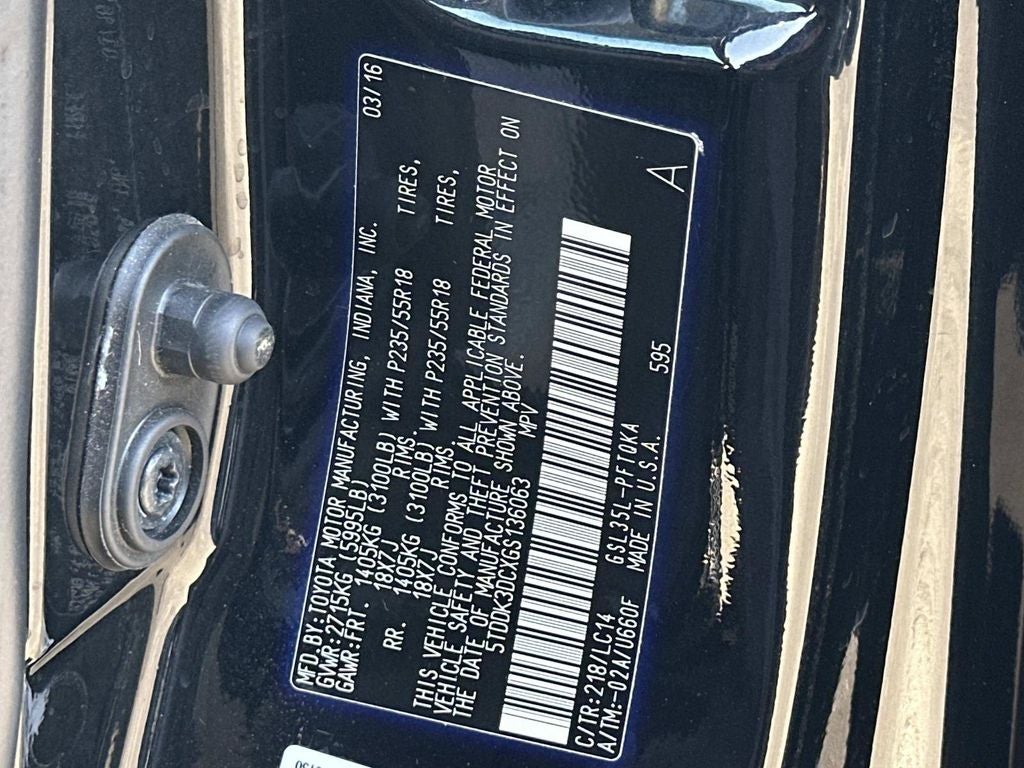 MFD.BY:TOYOTA MOTOR MANUFACTURING, INDIANA, INC. 03/16
GVWR:2715KG (5995LB)
GAWR:FRT. 1405KG (3100LB) WITH P235/55R18 TIRES,
18X7J RIMS.
RR. 1405KG (3100LB) WITH P235/55R18 TIRES,
18X7J RIMS.
THIS VEHICLE CONFORMS TO ALL APPLICABLE FEDERAL MOTOR
VEHICLE SAFETY AND THEFT PREVENTION STANDARDS IN EFFECT ON
THE DATE OF MANUFACTURE SHOWN ABOVE.
5TDDK3DCXGS136063 MPV
A
C/TR:218/LC14 GSL35L-PFTQKA 595
A/TM:-02A/U660F MADE IN U.S.A.